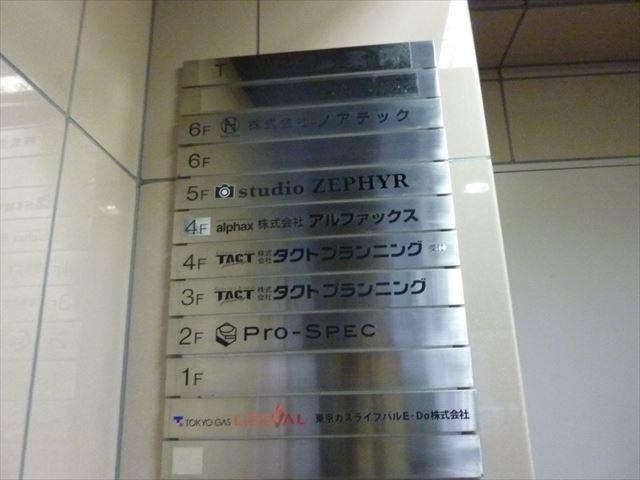 T
6F 株式会社 ノアテック
6F
5F studio ZEPHYR
4F alphax 株式会社 アルファックス
4F TACT 株式会社 タクトプランニング
3F TACT 株式会社 タクトプランニング
2F Pro-SPEC
1F
TOKYO GAS LIFEVAL 東京ガスライフバルE-Do株式会社